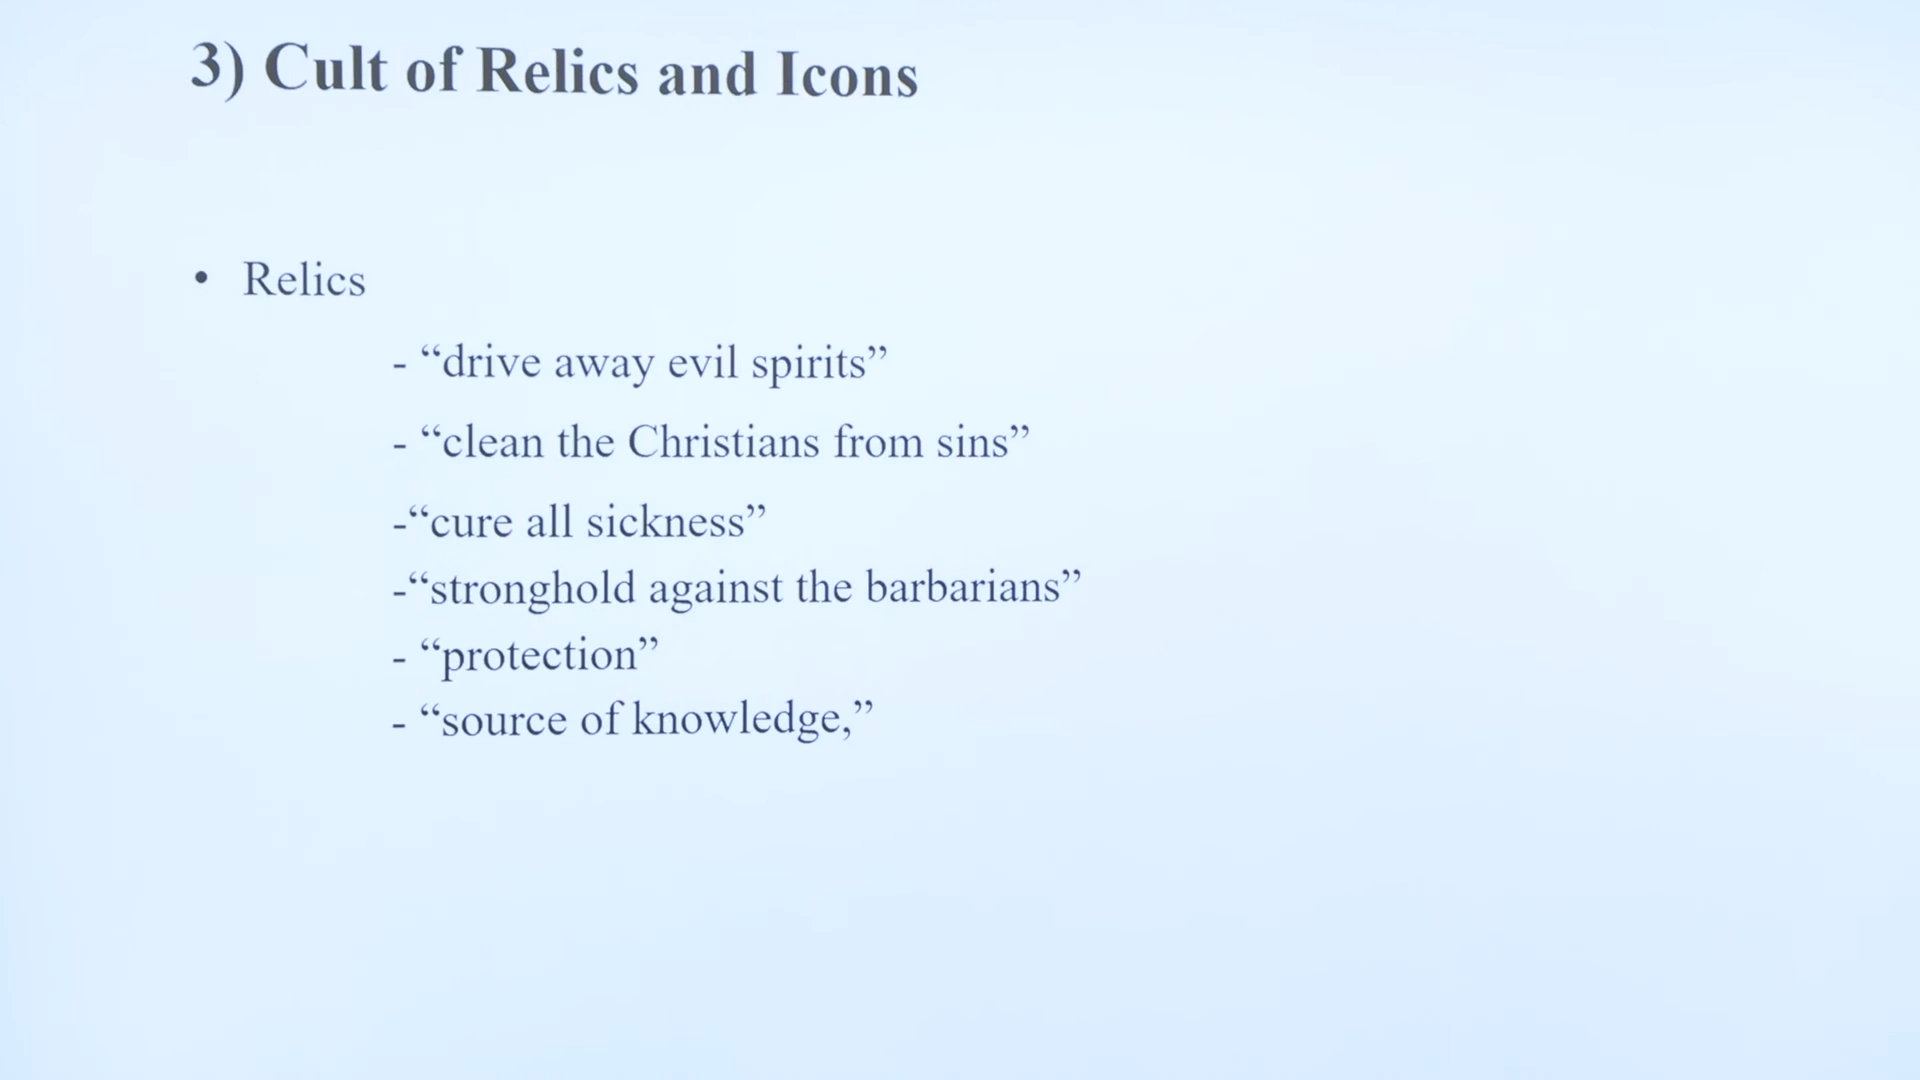 3) Cult of Relics and Icons
• Relics
- “drive away evil spirits”
- “clean the Christians from sins”
-“cure all sickness”
-“stronghold against the barbarians”
- “protection”
- “source of knowledge,”